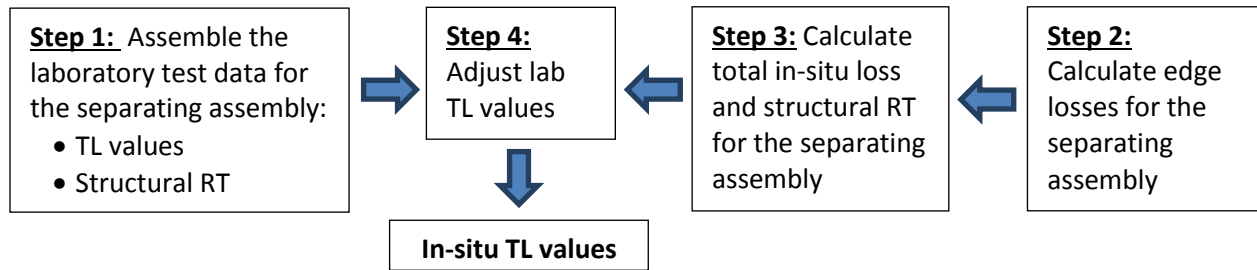 Step 1: Assemble the
laboratory test data for
the separating assembly:
• TL values
• Structural RT
Step 4:
Adjust lab
TL values
Step 3: Calculate
total in-situ loss
and structural RT
for the separating
assembly
Step 2:
Calculate edge
losses for the
separating
assembly
In-situ TL values